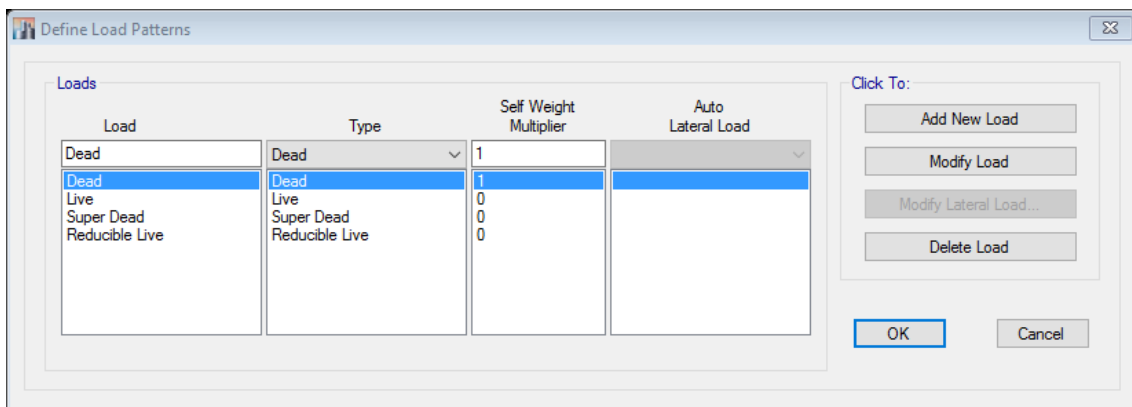 Define Load Patterns
Loads
Click To:
Load
Type
Self Weight
Multiplier
Auto
Lateral Load
Dead
Dead
1
Dead Dead 1
Live Live 0
Super Dead Super Dead 0
Reducible Live Reducible Live 0
Add New Load
Modify Load
Modify Lateral Load...
Delete Load
OK
Cancel